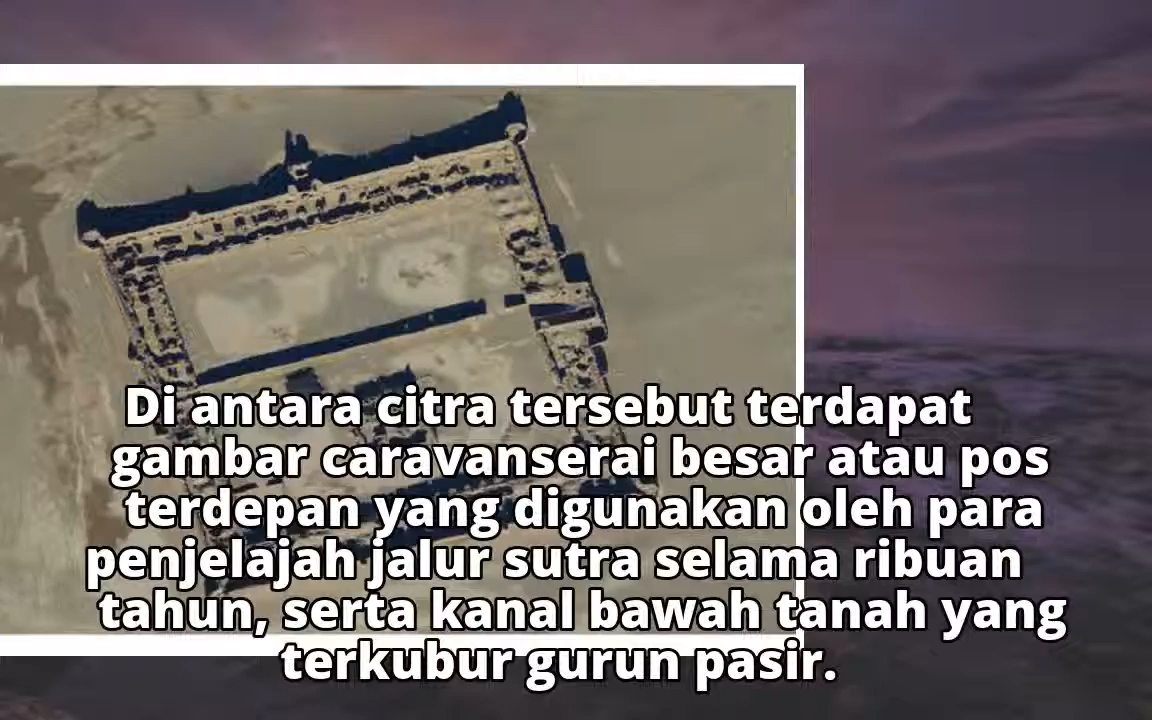 Di antara citra tersebut terdapat
gambar caravanserai besar atau pos
terdepan yang digunakan oleh para
penjelajah jalur sutra selama ribuan
tahun, serta kanal bawah tanah yang
terkubur gurun pasir.